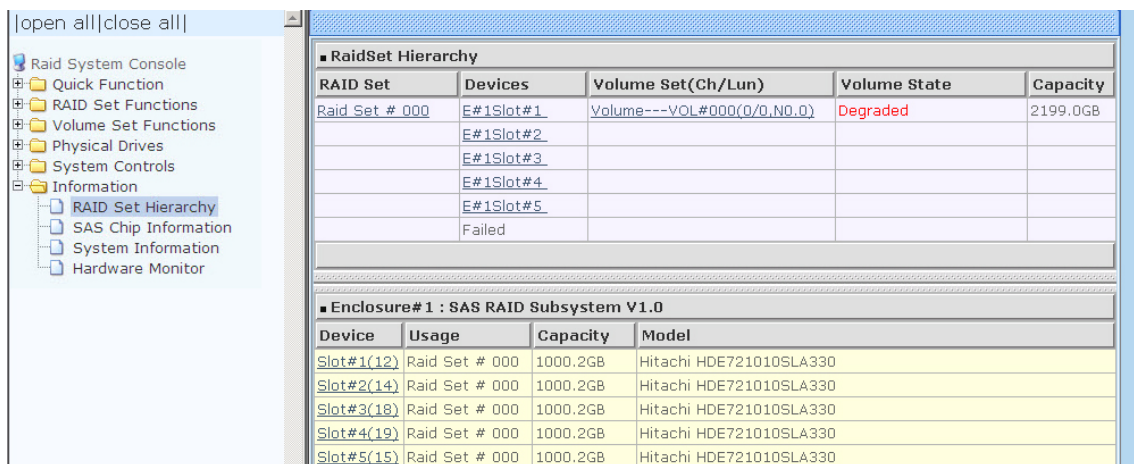 |open all|close all|
Raid System Console
Quick Function
RAID Set Functions
Volume Set Functions
Physical Drives
System Controls
Information
RAID Set Hierarchy
SAS Chip Information
System Information
Hardware Monitor
RaidSet Hierarchy
RAID Set Devices Volume Set(Ch/Lun) Volume State Capacity
Raid Set # 000 E#1Slot#1 Volume---VOL#000(0/0,N0.0) Degraded 2199.0GB
E#1Slot#2
E#1Slot#3
E#1Slot#4
E#1Slot#5
Failed
Enclosure#1 : SAS RAID Subsystem V1.0
Device Usage Capacity Model
Slot#1(12) Raid Set # 000 1000.2GB Hitachi HDE721010SLA330
Slot#2(14) Raid Set # 000 1000.2GB Hitachi HDE721010SLA330
Slot#3(18) Raid Set # 000 1000.2GB Hitachi HDE721010SLA330
Slot#4(19) Raid Set # 000 1000.2GB Hitachi HDE721010SLA330
Slot#5(15) Raid Set # 000 1000.2GB Hitachi HDE721010SLA330